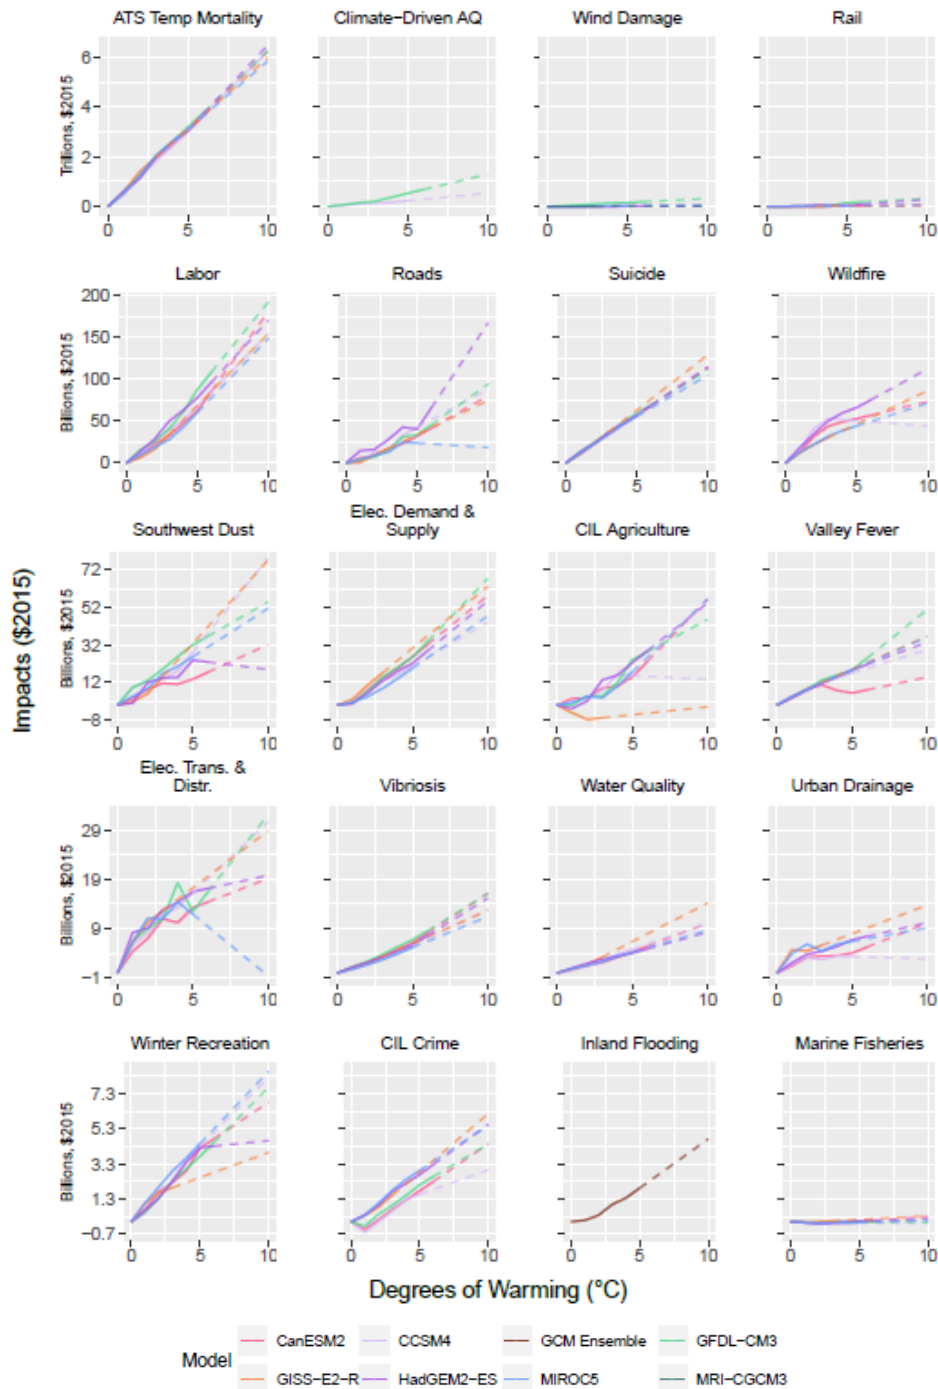 ATS Temp Mortality Climate−Driven AQ Wind Damage Rail
Trillions, $2015
6
4
2
0
0 5 10 0 5 10 0 5 10 0 5 10
Labor Roads Suicide Wildfire
Billions, $2015
200
150
100
50
0
0 5 10 0 5 10 0 5 10 0 5 10
Southwest Dust Elec. Demand &
Supply CIL Agriculture Valley Fever
Impacts ($2015)
Billions, $2015
72
52
32
12
−8
0 5 10 0 5 10 0 5 10 0 5 10
Elec. Trans. &
Distr. Vibriosis Water Quality Urban Drainage
Billions, $2015
29
19
9
−1
0 5 10 0 5 10 0 5 10 0 5 10
Winter Recreation CIL Crime Inland Flooding Marine Fisheries
Billions, $2015
7.3
5.3
3.3
1.3
−0.7
0 5 10 0 5 10 0 5 10 0 5 10
Degrees of Warming (°C)
Model
CanESM2 CCSM4 GCM Ensemble GFDL−CM3
GISS−E2−R HadGEM2−ES MIROC5 MRI−CGCM3